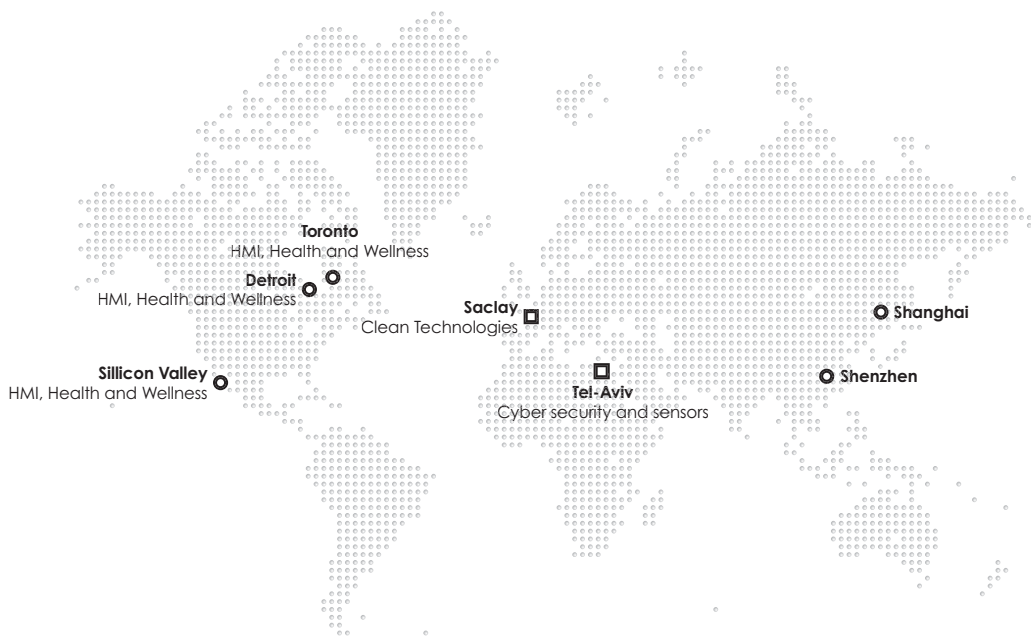 Toronto
HMI, Health and Wellness
Detroit
HMI, Health and Wellness
Saclay
Clean Technologies
Shanghai
Sillicon Valley
HMI, Health and Wellness
Shenzhen
Tel-Aviv
Cyber security and sensors